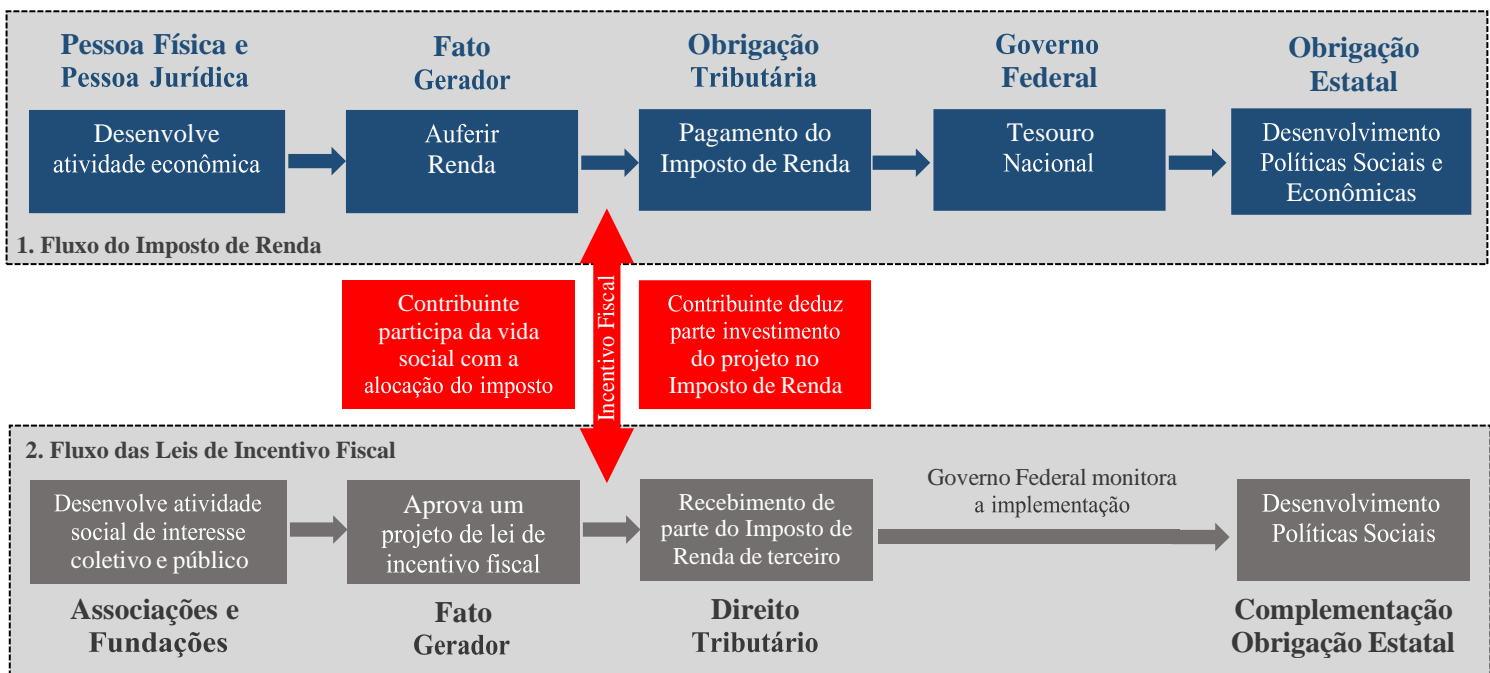 Pessoa Física e
Pessoa Jurídica
Fato
Gerador
Obrigação
Tributária
Governo
Federal
Obrigação
Estatal
Desenvolve
atividade econômica
Auferir
Renda
Pagamento do
Imposto de Renda
Tesouro
Nacional
Desenvolvimento
Políticas Sociais e
Econômicas
1. Fluxo do Imposto de Renda
Contribuinte
participa da vida
social com a
alocação do imposto
Incentivo Fiscal
Contribuinte deduz
parte investimento
do projeto no
Imposto de Renda
2. Fluxo das Leis de Incentivo Fiscal
Desenvolve atividade
social de interesse
coletivo e público
Aprova um
projeto de lei de
incentivo fiscal
Recebimento de
parte do Imposto de
Renda de terceiro
Governo Federal monitora
a implementação
Desenvolvimento
Políticas Sociais
Associações e
Fundações
Fato
Gerador
Direito
Tributário
Complementação
Obrigação Estatal